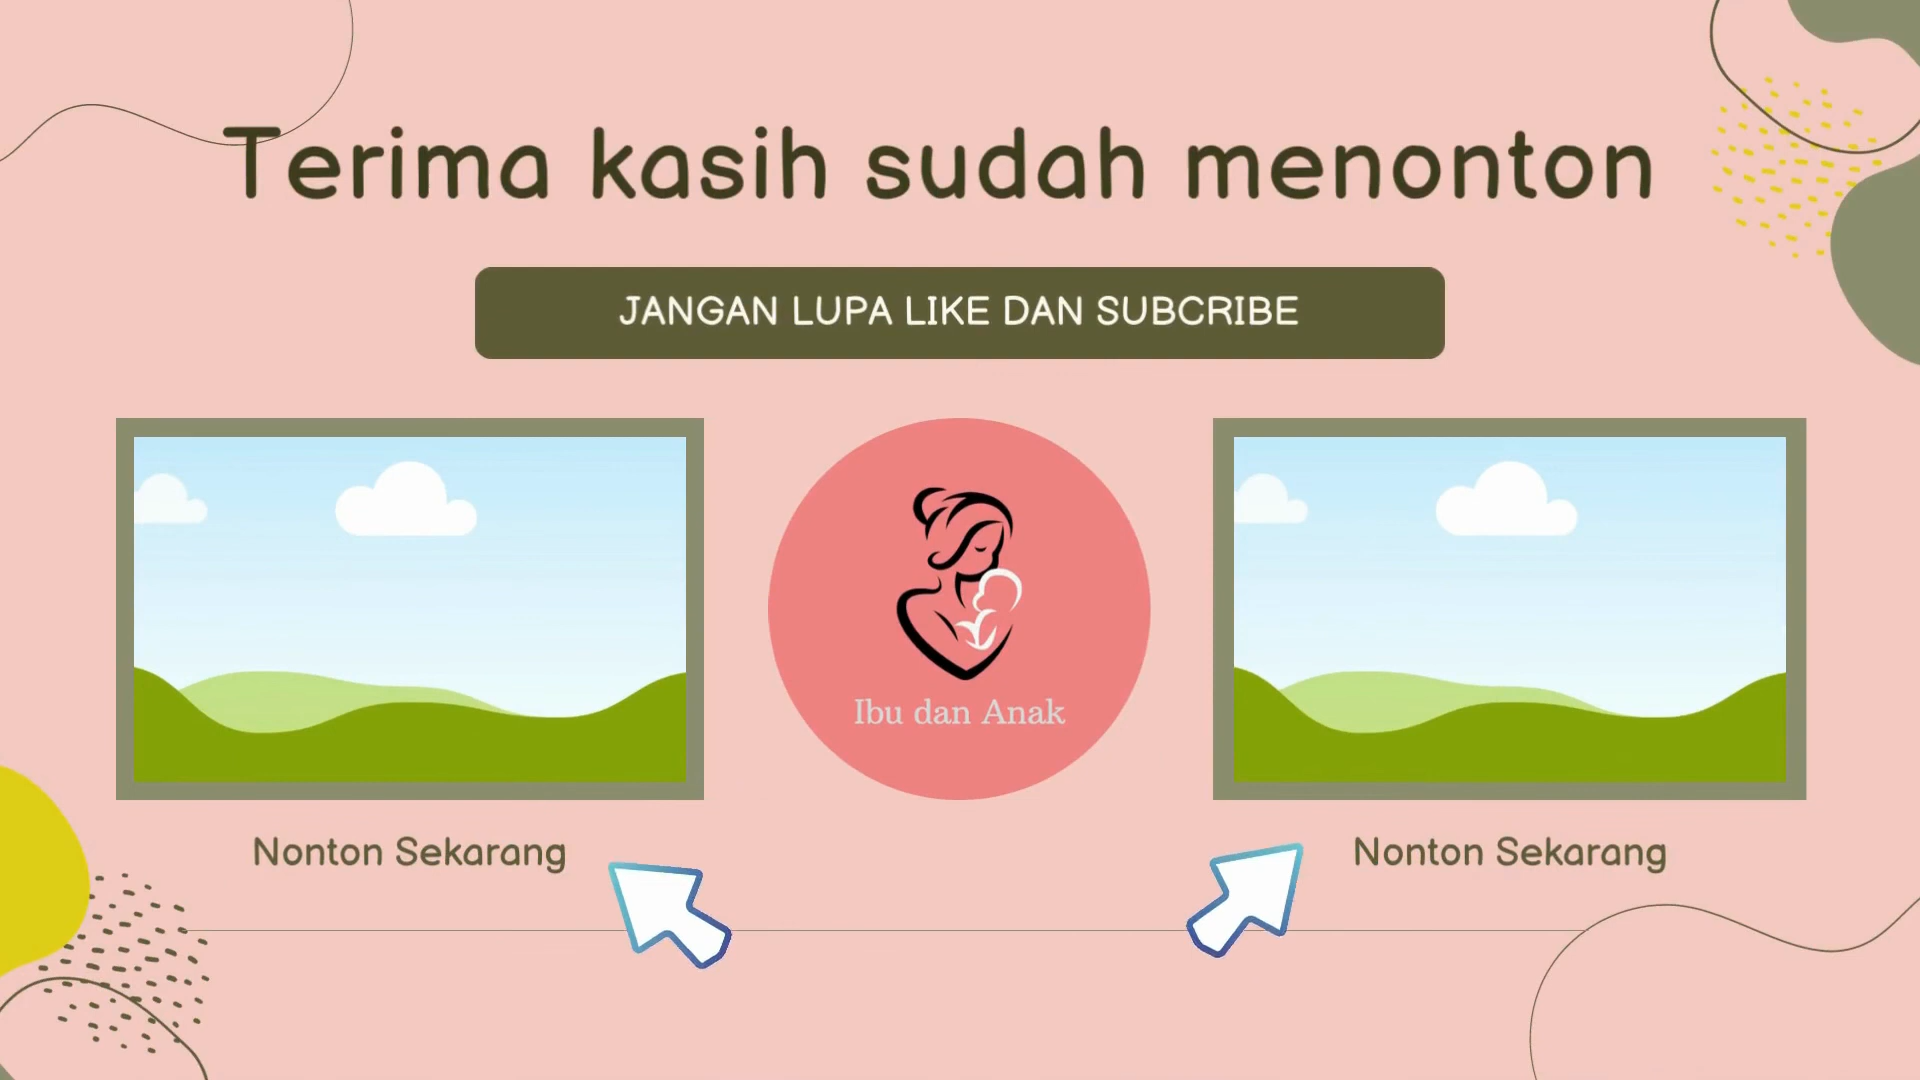 Terima kasih sudah menonton
JANGAN LUPA LIKE DAN SUBCRIBE
Ibu dan Anak
Nonton Sekarang
Nonton Sekarang